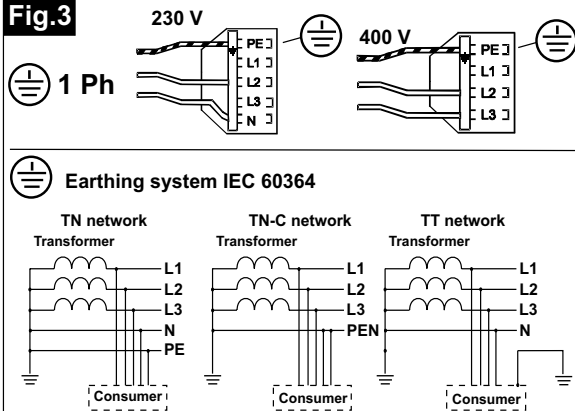 Fig.3
230 V
PE
L1
L2
L3
N
400 V
PE
L1
L2
L3
1 Ph
Earthing system IEC 60364
TN network
Transformer
L1
L2
L3
N
PE
Consumer
TN-C network
Transformer
L1
L2
L3
PEN
Consumer
TT network
Transformer
L1
L2
L3
N
Consumer